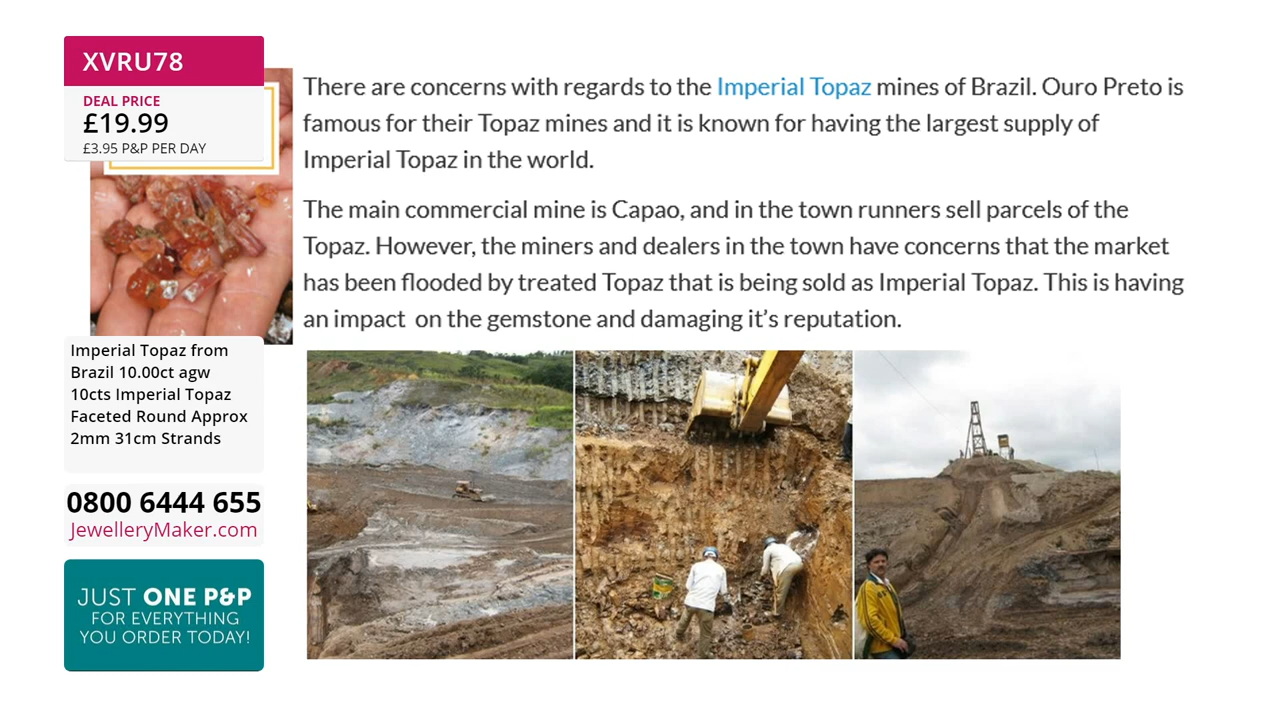 XVRU78
DEAL PRICE
£19.99
£3.95 P&P PER DAY
There are concerns with regards to the Imperial Topaz mines of Brazil. Ouro Preto is
famous for their Topaz mines and it is known for having the largest supply of
Imperial Topaz in the world.
The main commercial mine is Capao, and in the town runners sell parcels of the
Topaz. However, the miners and dealers in the town have concerns that the market
has been flooded by treated Topaz that is being sold as Imperial Topaz. This is having
an impact on the gemstone and damaging it's reputation.
Imperial Topaz from
Brazil 10.00ct agw
10cts Imperial Topaz
Faceted Round Approx
2mm 31cm Strands
0800 6444 655
JewelleryMaker.com
JUST ONE P&P
FOR EVERYTHING
YOU ORDER TODAY!